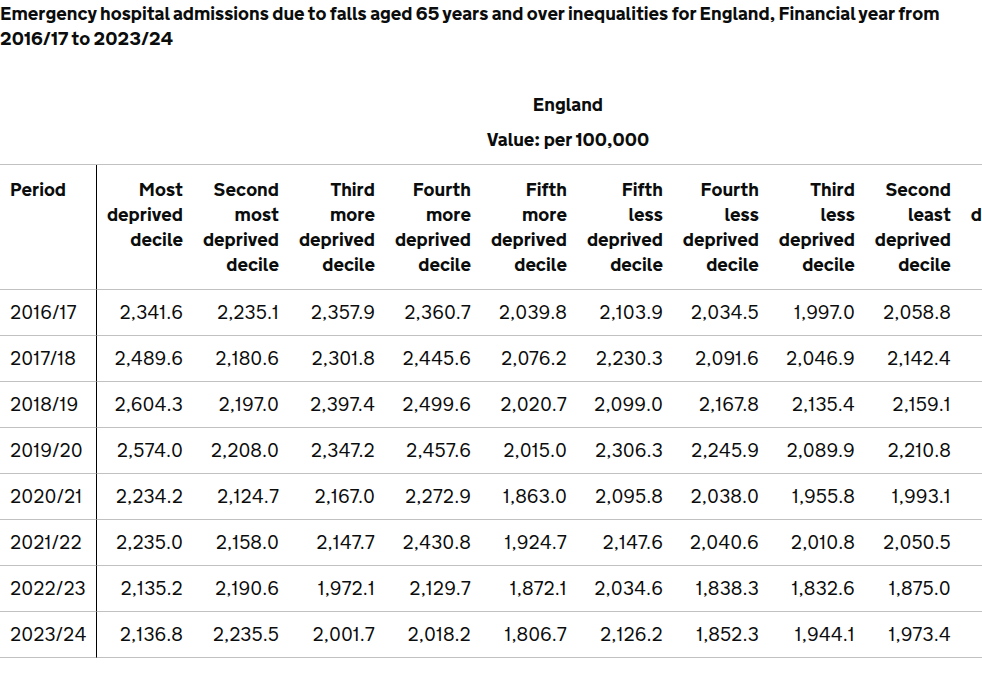 Emergency hospital admissions due to falls aged 65 years and over inequalities for England, Financial year from
2016/17 to 2023/24
England
Value: per 100,000
Period Most Second Third Fourth Fifth Fifth Fourth Third Second
deprived most more more more less less less least d
decile deprived deprived deprived deprived deprived deprived deprived deprived
decile decile decile decile decile decile decile decile
2016/17 2,341.6 2,235.1 2,357.9 2,360.7 2,039.8 2,103.9 2,034.5 1,997.0 2,058.8
2017/18 2,489.6 2,180.6 2,301.8 2,445.6 2,076.2 2,230.3 2,091.6 2,046.9 2,142.4
2018/19 2,604.3 2,197.0 2,397.4 2,499.6 2,020.7 2,099.0 2,167.8 2,135.4 2,159.1
2019/20 2,574.0 2,208.0 2,347.2 2,457.6 2,015.0 2,306.3 2,245.9 2,089.9 2,210.8
2020/21 2,234.2 2,124.7 2,167.0 2,272.9 1,863.0 2,095.8 2,038.0 1,955.8 1,993.1
2021/22 2,235.0 2,158.0 2,147.7 2,430.8 1,924.7 2,147.6 2,040.6 2,010.8 2,050.5
2022/23 2,135.2 2,190.6 1,972.1 2,129.7 1,872.1 2,034.6 1,838.3 1,832.6 1,875.0
2023/24 2,136.8 2,235.5 2,001.7 2,018.2 1,806.7 2,126.2 1,852.3 1,944.1 1,973.4